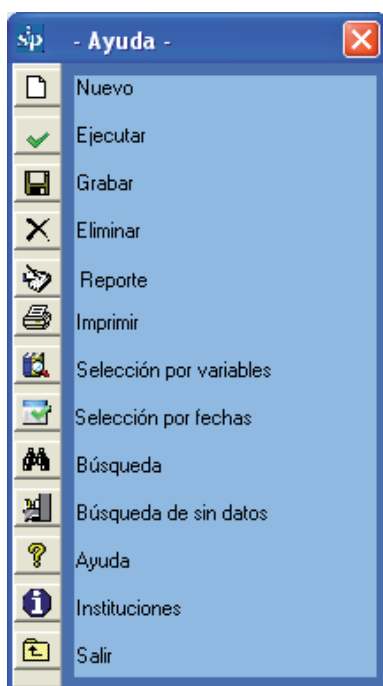 sip - Ayuda -
Nuevo
Ejecutar
Grabar
Eliminar
Reporte
Imprimir
Selección por variables
Selección por fechas
Búsqueda
Búsqueda de sin datos
Ayuda
Instituciones
Salir